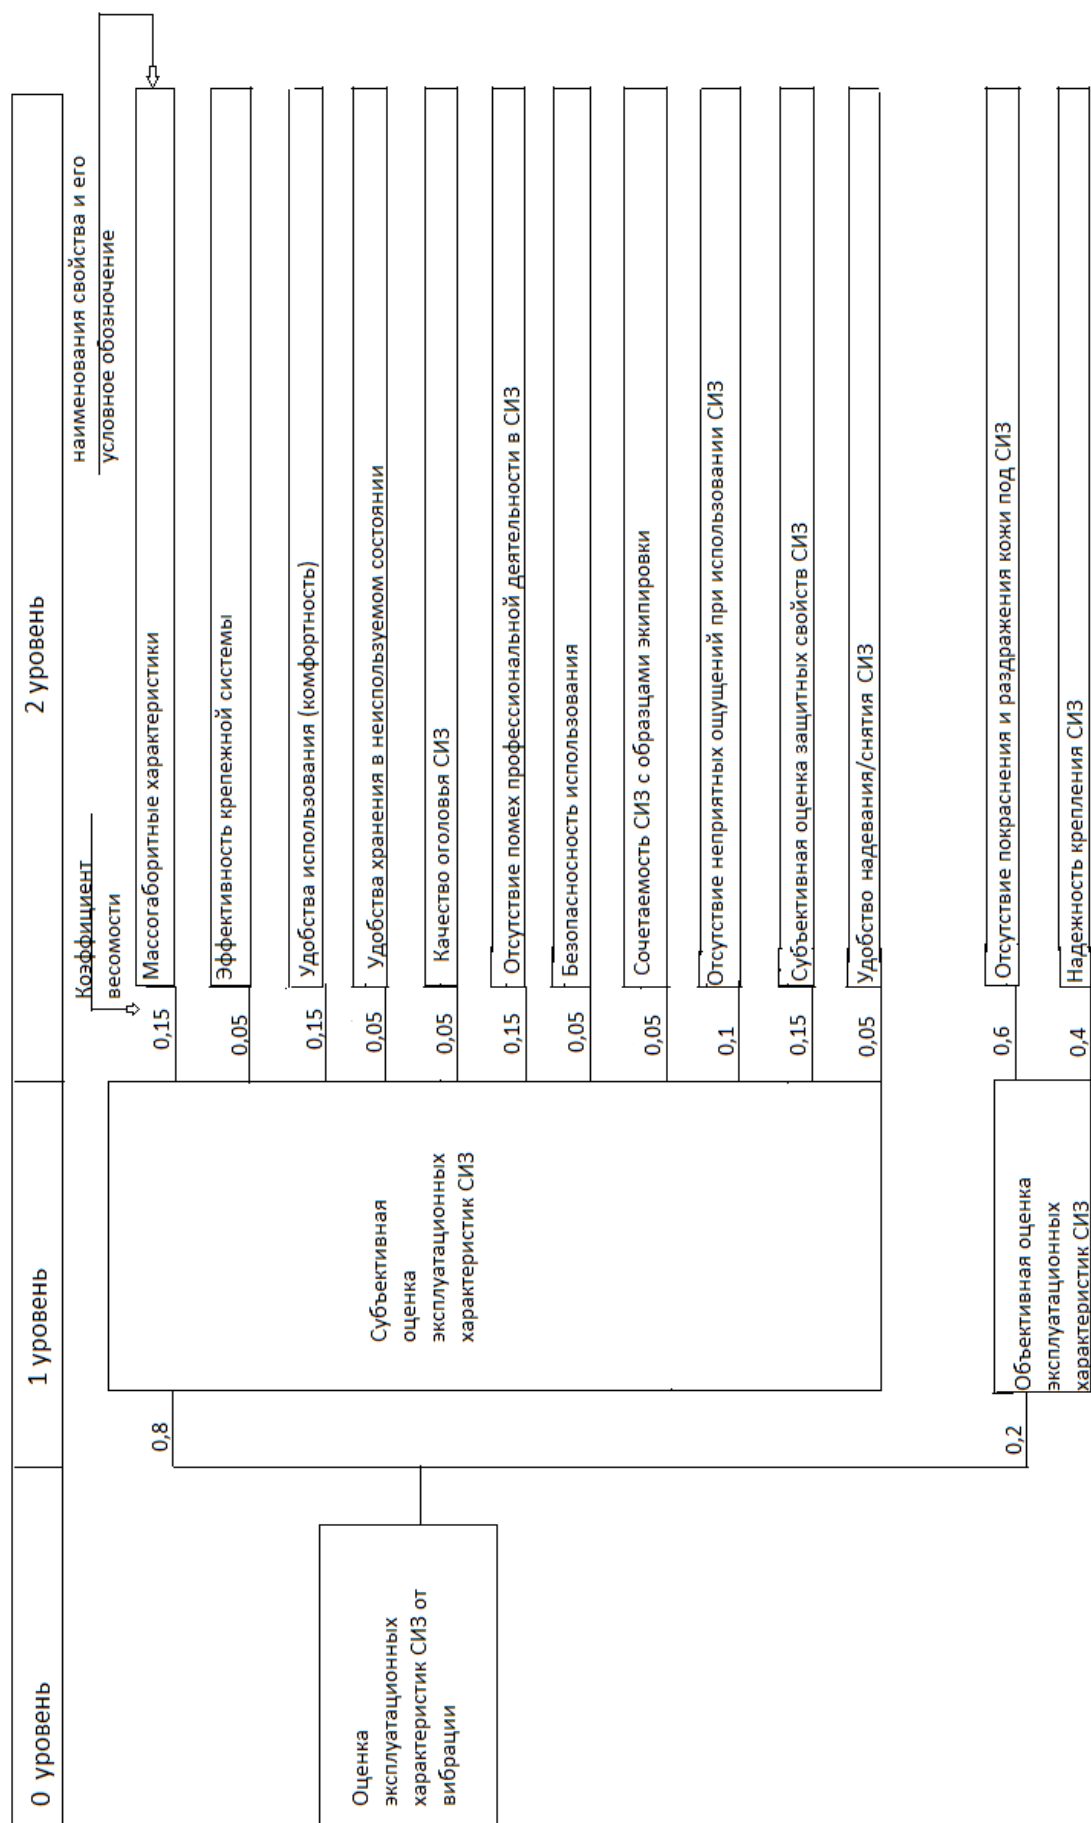 0 уровень
1 уровень
2 уровень
наименования свойства и его
условное обозночение
Коэффициент
весомости
Оценка
эксплуатационных
характеристик СИЗ от
вибрации
0,8
Субъективная
оценка
эксплуатационных
характеристик СИЗ
0,15
Массогаборитные характеристики
0,05
Эффективность крепежной системы
0,15
Удобства использования (комфортность)
0,05
Удобства хранения в неиспользуемом состоянии
0,05
Качество оголовья СИЗ
0,15
Отсутствие помех профессиональной деятельности в СИЗ
0,05
Безопасносность использования
0,05
Сочетаемость СИЗ с образцами экипировки
0,1
Отсутствие неприятных ощущений при использовании СИЗ
0,15
Субъективная оценка защитных свойств СИЗ
0,05
Удобство надевания/снятия СИЗ
0,2
Объективная оценка
эксплуатационных
характеристик СИЗ
0,6
Отсутствие покраснения и раздражения кожи под СИЗ
0,4
Надежность крепления СИЗ